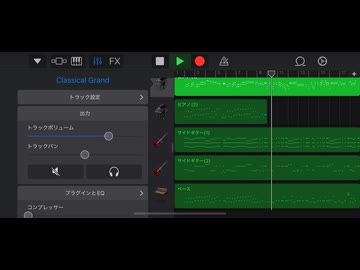 FX
Classical Grand
トラック設定
出力
トラックボリューム
トラックパン
プラグインとEQ
コンプレッサー
ピアノ(2)
サイドギター(1)
サイドギター(2)
ベース